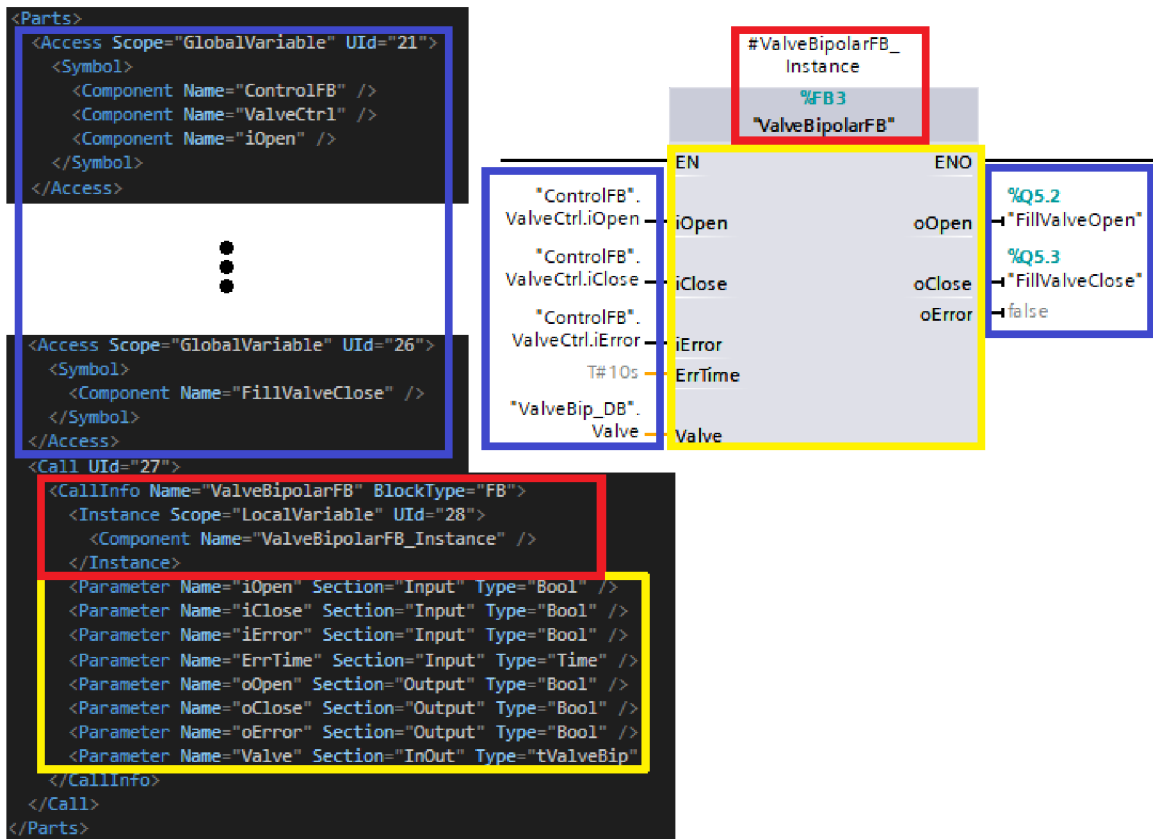 <Parts>
<Access Scope="GlobalVariable" UId="21">
<Symbol>
<Component Name="ControlFB" />
<Component Name="ValveCtrl" />
<Component Name="iOpen" />
</Symbol>
</Access>
<Access Scope="GlobalVariable" UId="26">
<Symbol>
<Component Name="FillValveClose" />
</Symbol>
</Access>
<Call UId="27">
<CallInfo Name="ValveBipolarFB" BlockType="FB">
<Instance Scope="LocalVariable" UId="28">
<Component Name="ValveBipolarFB_Instance" />
</Instance>
<Parameter Name="iOpen" Section="Input" Type="Bool" />
<Parameter Name="iClose" Section="Input" Type="Bool" />
<Parameter Name="iError" Section="Input" Type="Bool" />
<Parameter Name="ErrTime" Section="Input" Type="Time" />
<Parameter Name="oOpen" Section="Output" Type="Bool" />
<Parameter Name="oClose" Section="Output" Type="Bool" />
<Parameter Name="oError" Section="Output" Type="Bool" />
<Parameter Name="Valve" Section="InOut" Type="tValveBip"
</CallInfo>
</Call>
</Parts>
#ValveBipolarFB_
Instance
%FB3
"ValveBipolarFB"
EN ENO
"ControlFB".
ValveCtrl.iOpen
iOpen
"ControlFB".
ValveCtrl.iClose
iClose
"ControlFB".
ValveCtrl.iError
iError
T#10s
ErrTime
"ValveBip_DB".
Valve
Valve
oOpen
%Q5.2
"FillValveOpen"
oClose
%Q5.3
"FillValveClose"
oError
false